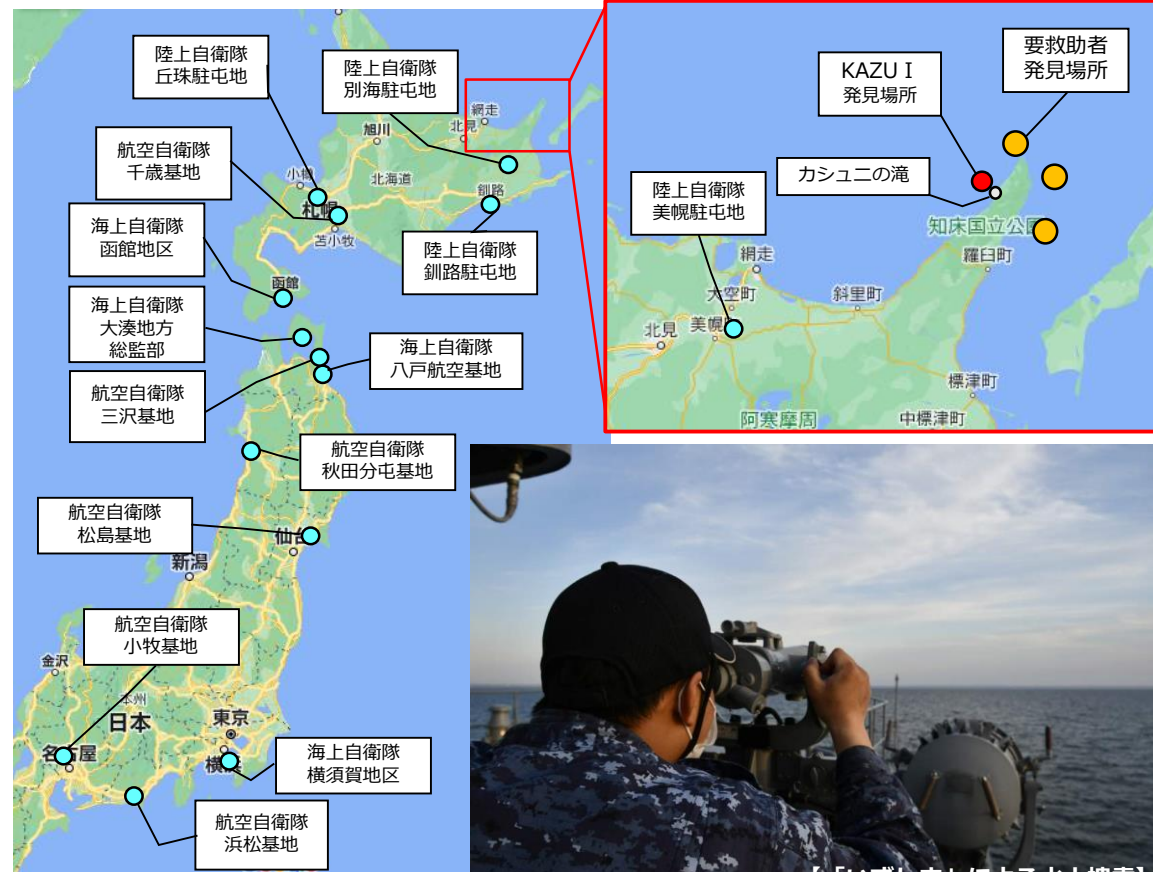 陸上自衛隊
丘珠駐屯地
陸上自衛隊
別海駐屯地
航空自衛隊
千歳基地
海上自衛隊
函館地区
陸上自衛隊
釧路駐屯地
海上自衛隊
大湊地方
総監部
海上自衛隊
八戸航空基地
航空自衛隊
三沢基地
航空自衛隊
秋田分屯基地
航空自衛隊
松島基地
航空自衛隊
小牧基地
海上自衛隊
横須賀地区
航空自衛隊
浜松基地
網走
北見
旭川
北海道
小樽
札幌
釧路
苫小牧
函館
仙台
新潟
金沢
本州
日本
東京
名古屋
横浜
要救助者
発見場所
KAZU I
発見場所
カシュニの滝
陸上自衛隊
美幌駐屯地
知床国立公園
羅臼町
網走
大空町
斜里町
北見
美幌町
標津町
阿寒摩周
中標津町